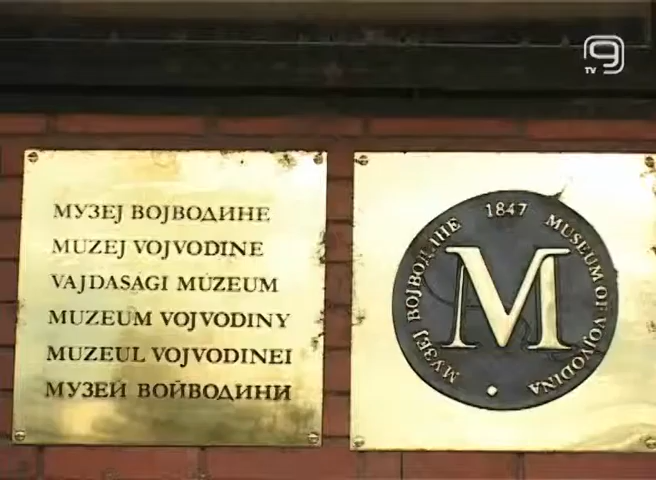 МУЗЕЈ ВОЈВОДИНЕ
MUZEJ VOJVODINE
VAJDASÁGI MÚZEUM
MUZEUM VOJVODINY
MUZEUL VOJVODINEI
МУЗЕЙ ВОЙВОДИНИ
МУЗЕЈ ВОЈВОДИНЕ
1847
MUSEUM OF VOJVODINA
M
9
TV